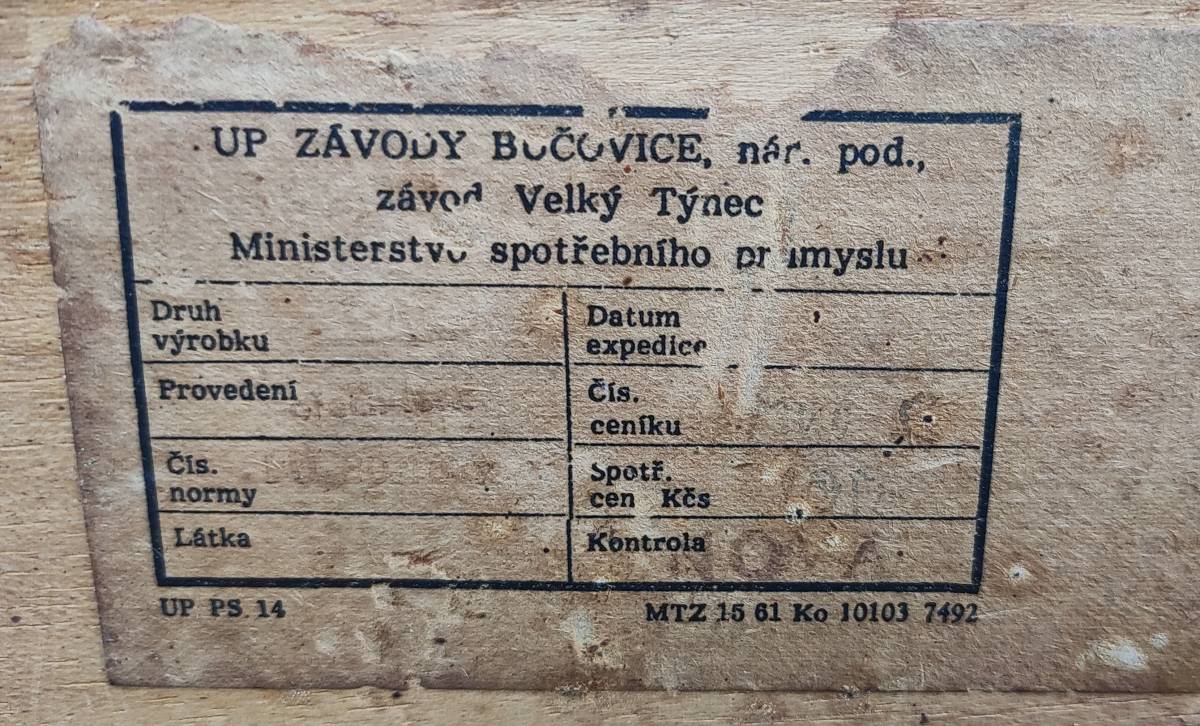 UP ZÁVODY BUČOVICE, nár. pod.,
závod Velký Týnec
Ministerstvo spotřebního průmyslu
Druh
výrobku
Datum
expedice
Provedení
Čís.
ceníku
Čís.
normy
Spotř.
cen Kčs
Látka
Kontrola
UP PS 14
MTZ 15 61 Ko 10103 7492